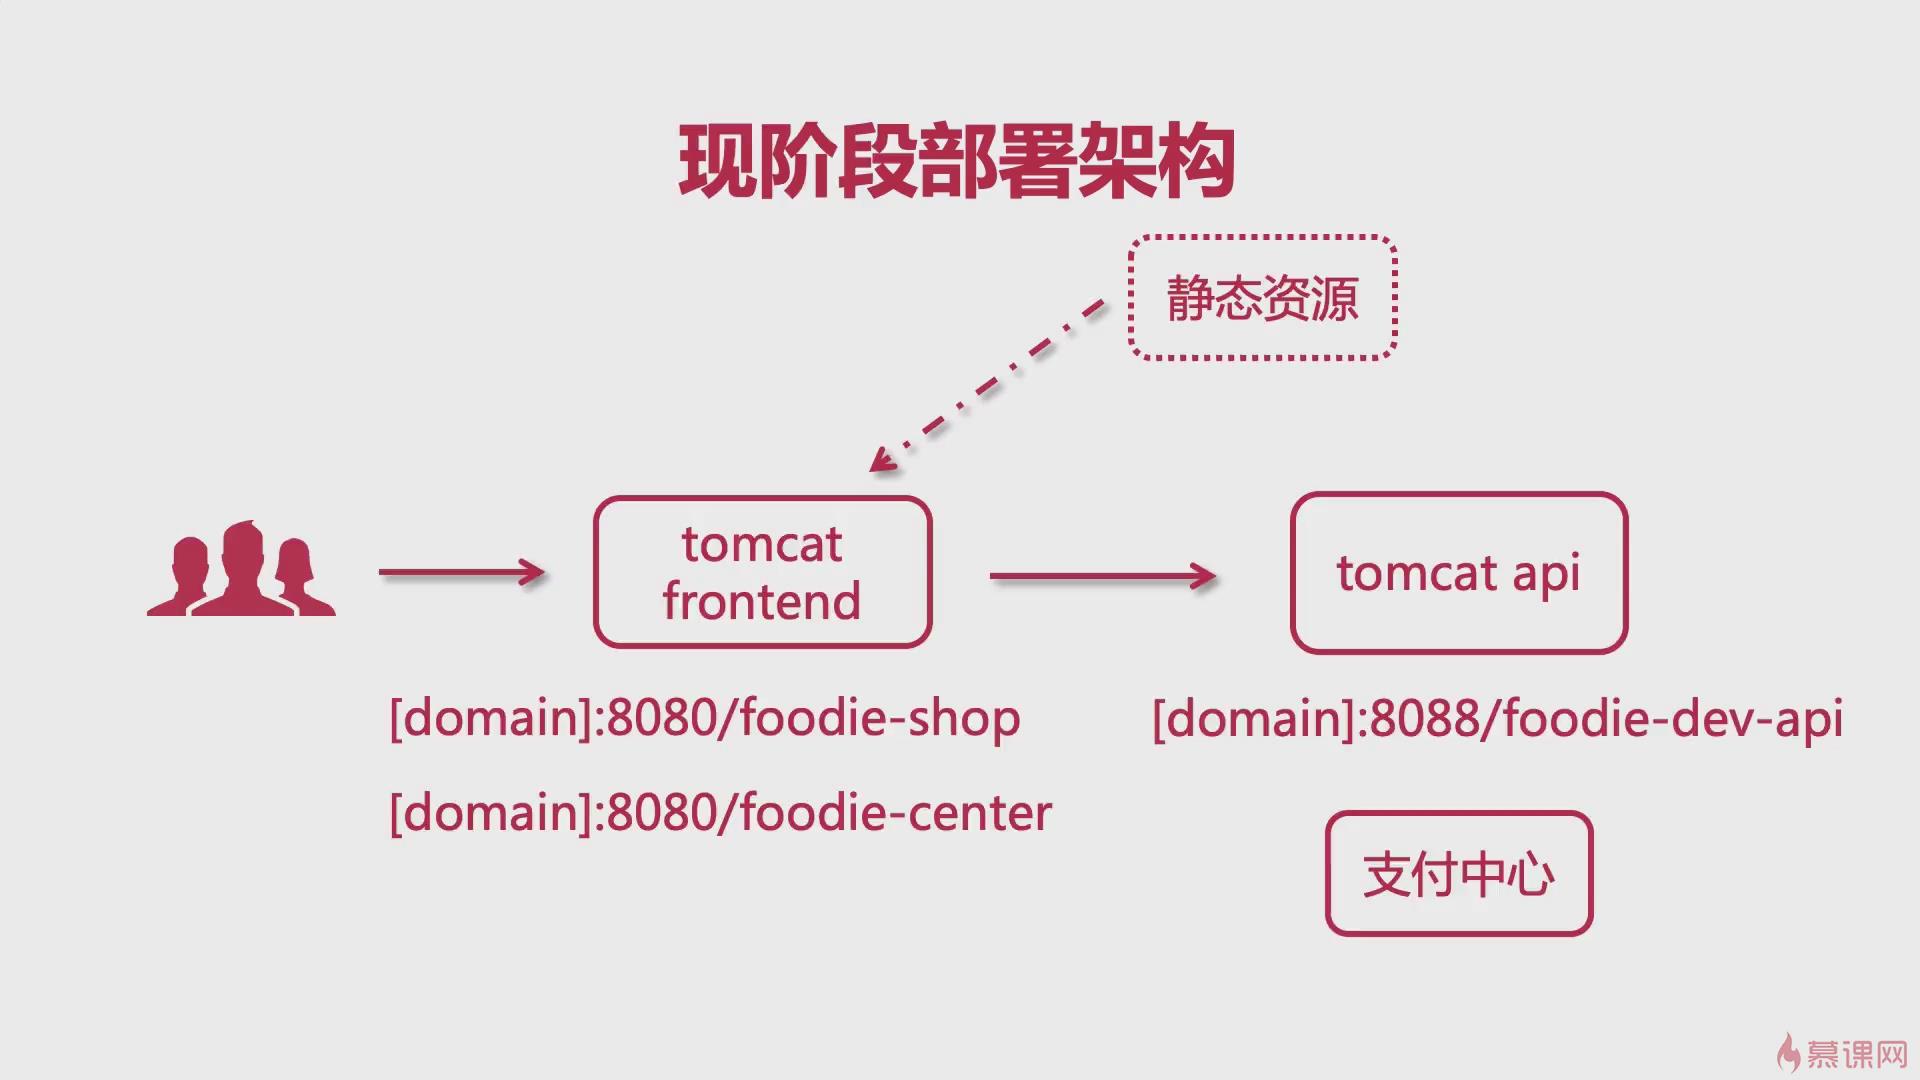 现阶段部署架构
静态资源
tomcat
frontend
tomcat api
[domain]:8080/foodie-shop
[domain]:8088/foodie-dev-api
[domain]:8080/foodie-center
支付中心
慕课网